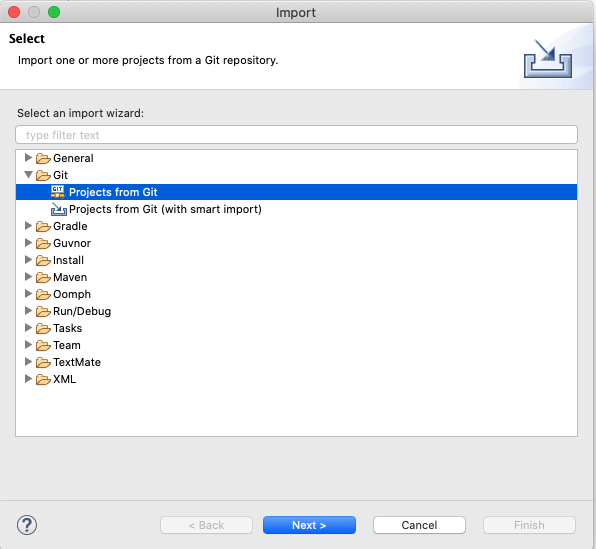 Import
Select
Import one or more projects from a Git repository.
Select an import wizard:
type filter text
General
Git
GIT
Projects from Git
Projects from Git (with smart import)
Gradle
Guvnor
Install
Maven
Oomph
Run/Debug
Tasks
Team
TextMate
XML
?
< Back
Next >
Cancel
Finish